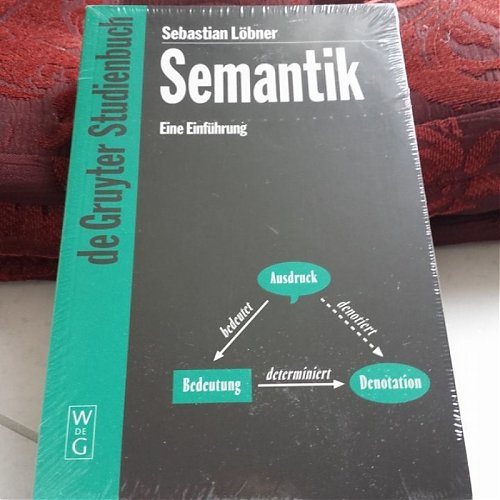 de Gruyter Studienbuch
Sebastian Löbner
Semantik
Eine Einführung
Ausdruck
bedeutet
denotiert
Bedeutung
determiniert
Denotation
W
DE
G